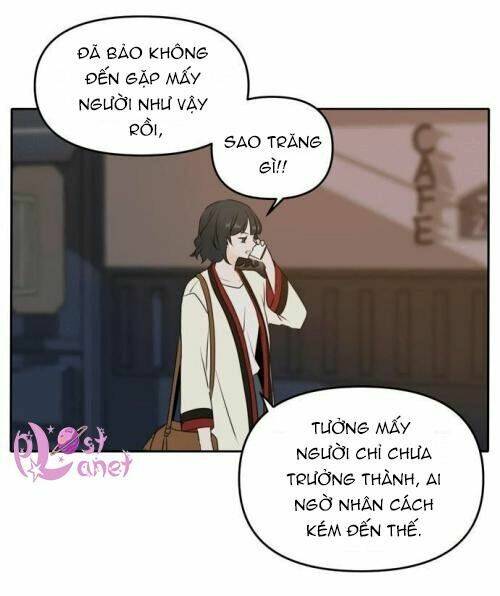 ĐÃ BẢO KHÔNG
ĐẾN GẶP MẤY
NGƯỜI NHƯ VẬY
RỒI,
SAO TRĂNG
GÌ!!
CAFE
TƯỞNG MẤY
NGƯỜI CHỈ CHƯA
TRƯỞNG THÀNH, AI
NGỜ NHÂN CÁCH
KÉM ĐẾN THẾ.
Lost
Planet